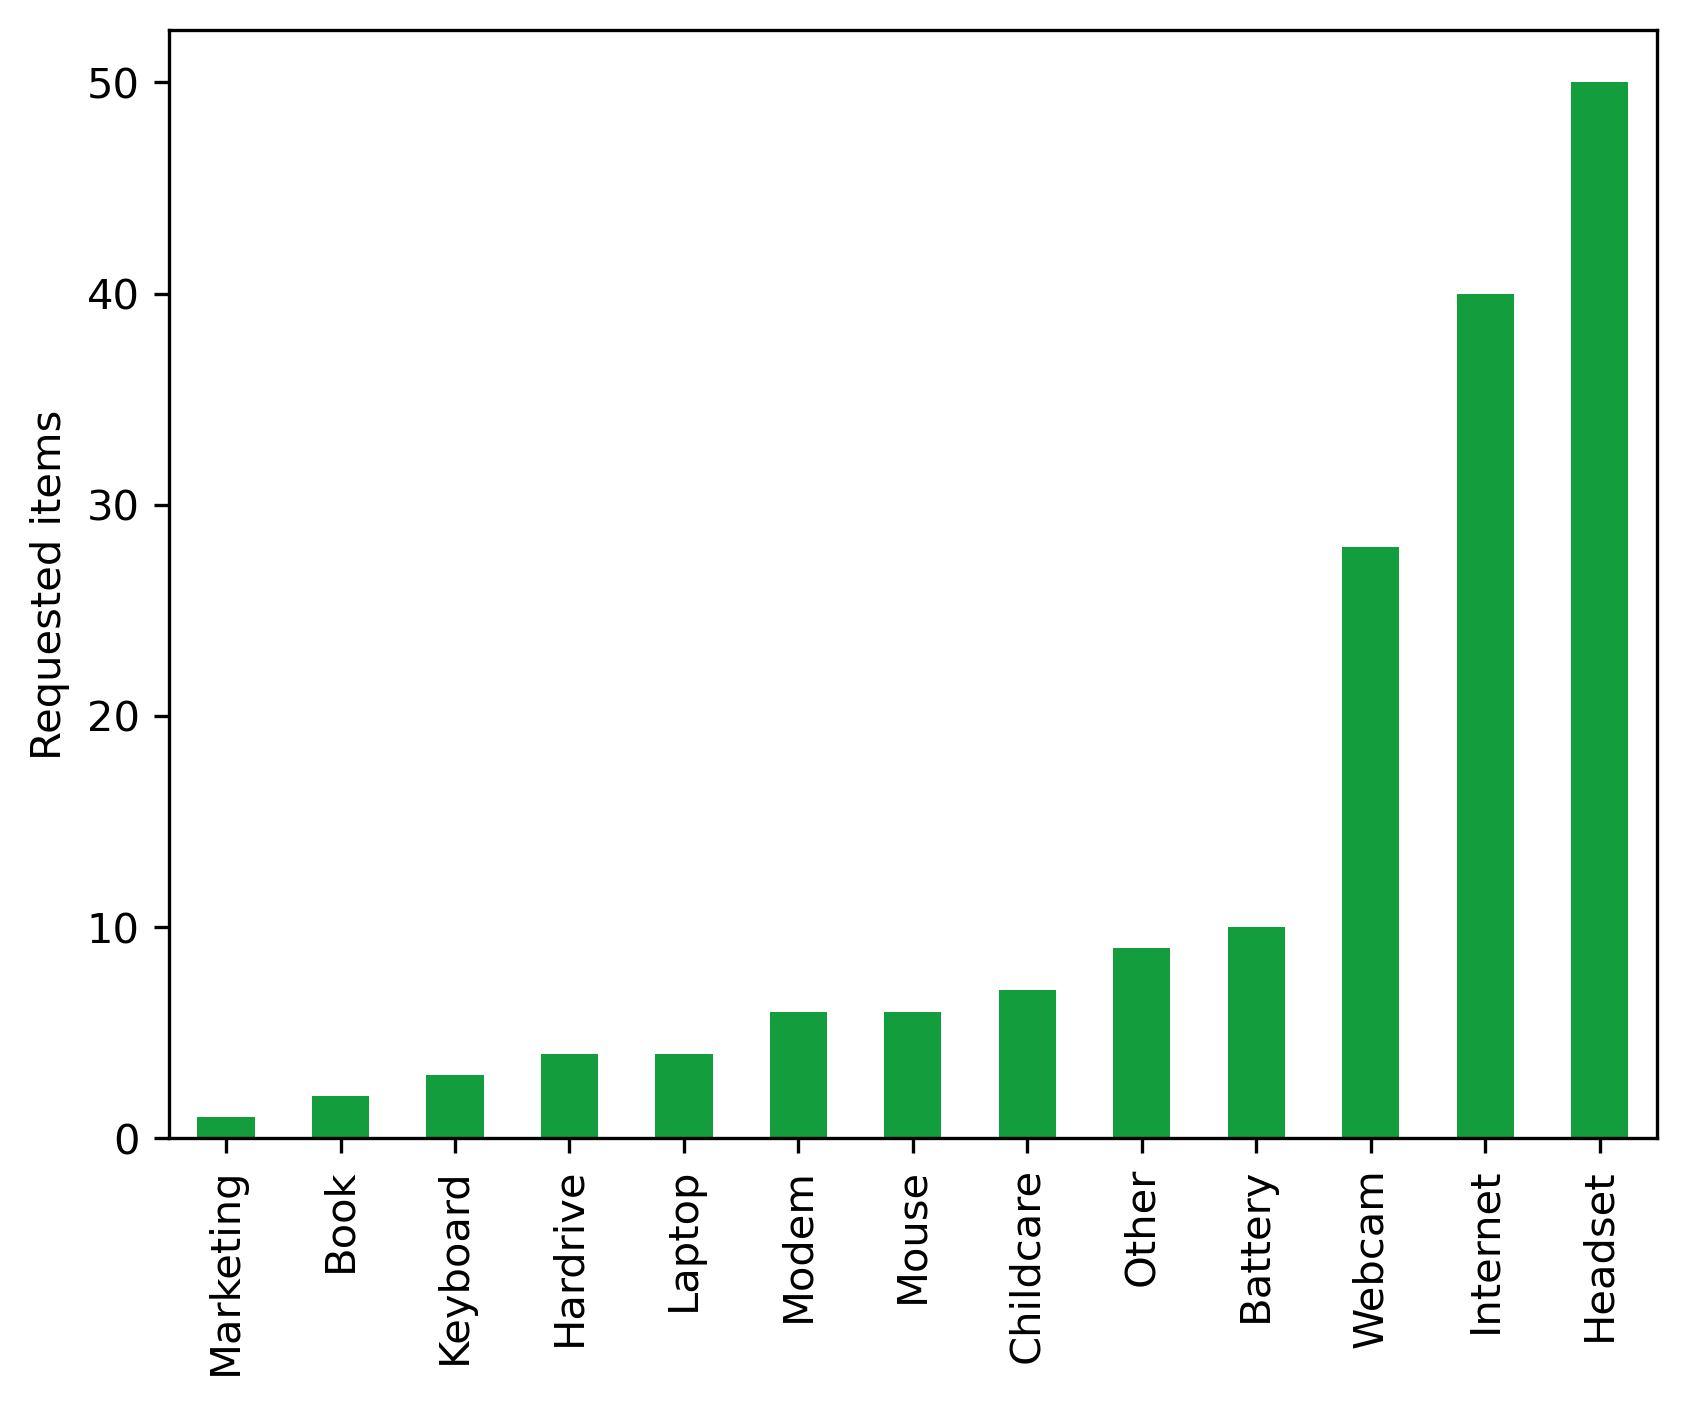 Requested items
50
40
30
20
10
0
Marketing
Book
Keyboard
Hardrive
Laptop
Modem
Mouse
Childcare
Other
Battery
Webcam
Internet
Headset